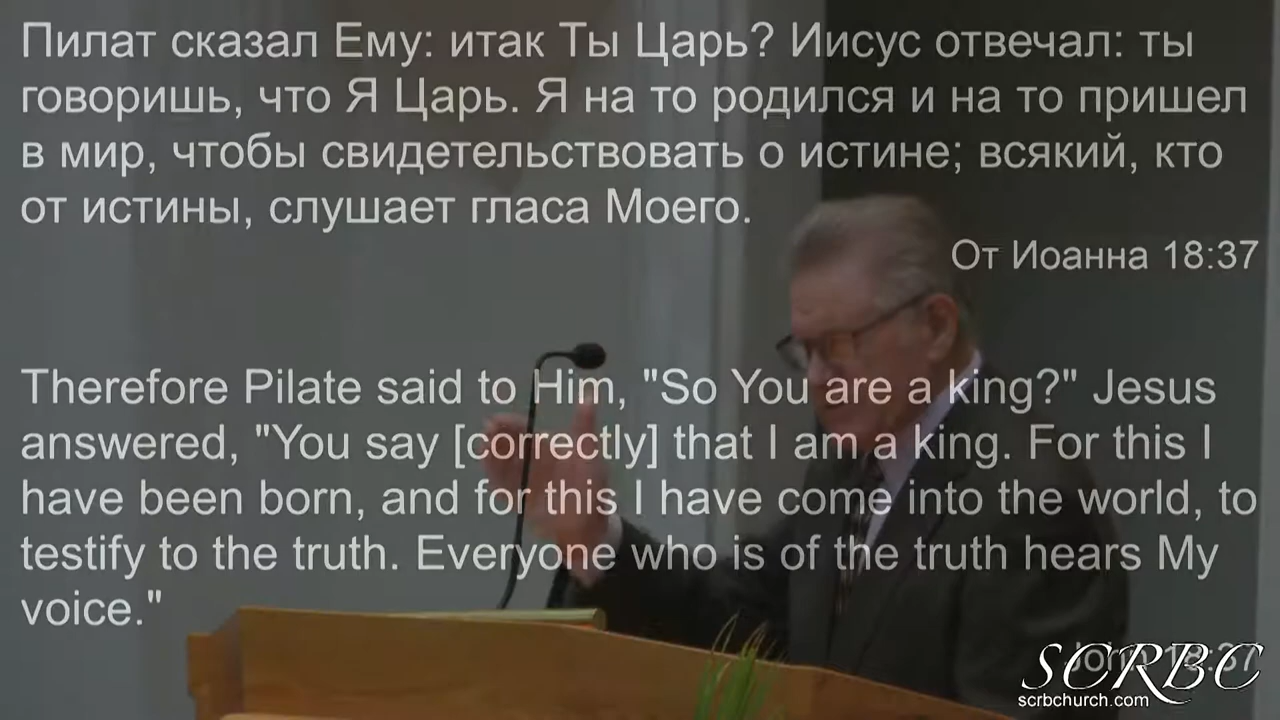 Пилат сказал Ему: итак Ты Царь? Иисус отвечал: ты
говоришь, что Я Царь. Я на то родился и на то пришел
в мир, чтобы свидетельствовать о истине; всякий, кто
от истины, слушает гласа Моего.
От Иоанна 18:37
Therefore Pilate said to Him, "So You are a king?" Jesus
answered, "You say [correctly] that I am a king. For this I
have been born, and for this I have come into the world, to
testify to the truth. Everyone who is of the truth hears My
voice."
John 18:37
SCRBC
scrbchurch.com